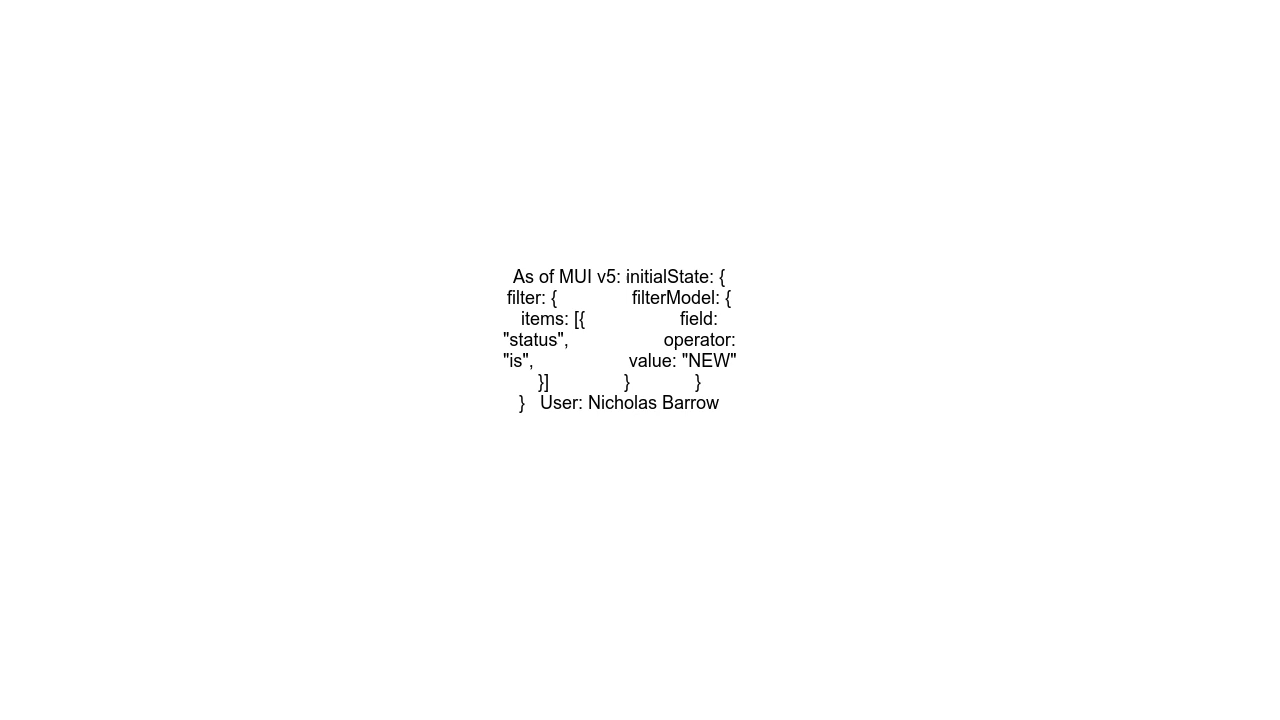 As of MUI v5: initialState: {
filter: { filterModel: {
items: [{ field:
"status", operator:
"is", value: "NEW"
}] } }
} User: Nicholas Barrow